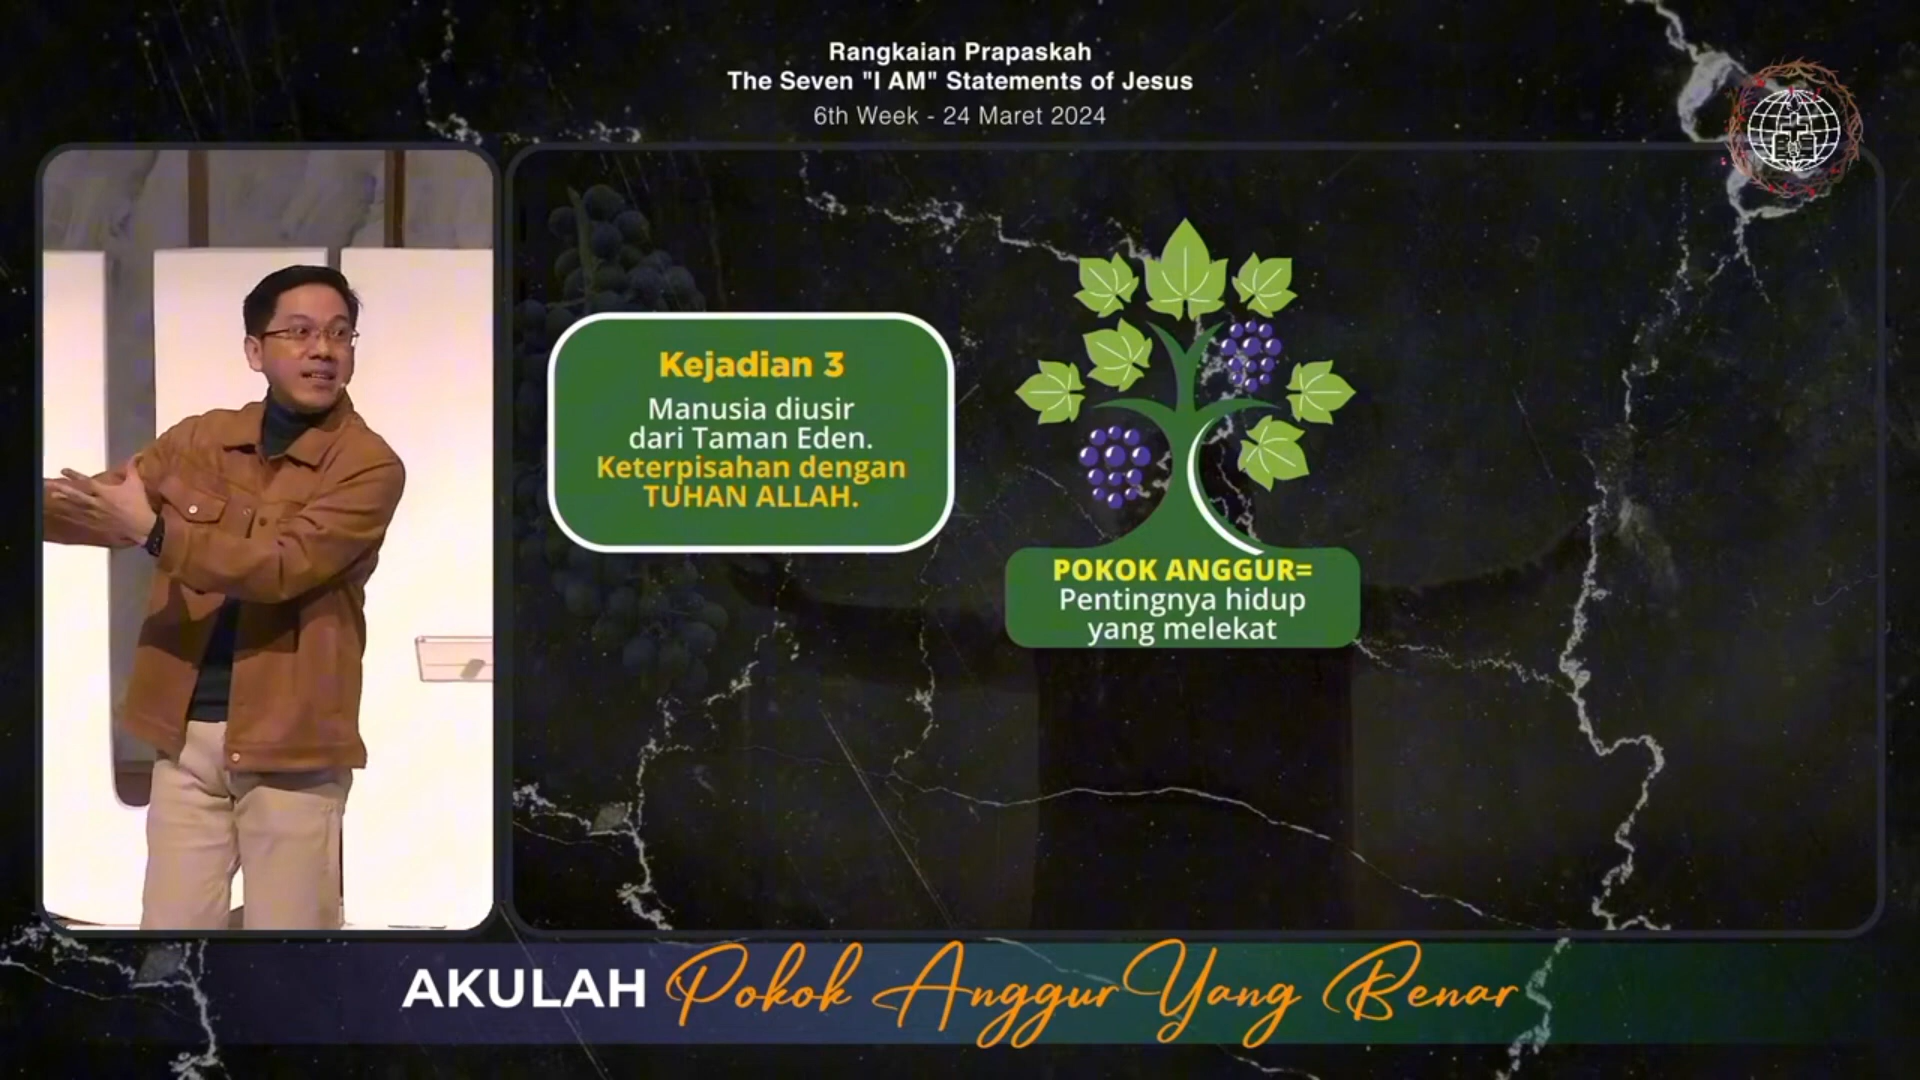 Rangkaian Prapaskah
The Seven "I AM" Statements of Jesus
6th Week - 24 Maret 2024
Kejadian 3
Manusia diusir
dari Taman Eden.
Keterpisahan dengan
TUHAN ALLAH.
POKOK ANGGUR=
Pentingnya hidup
yang melekat
AKULAH Pokok Anggur Yang Benar